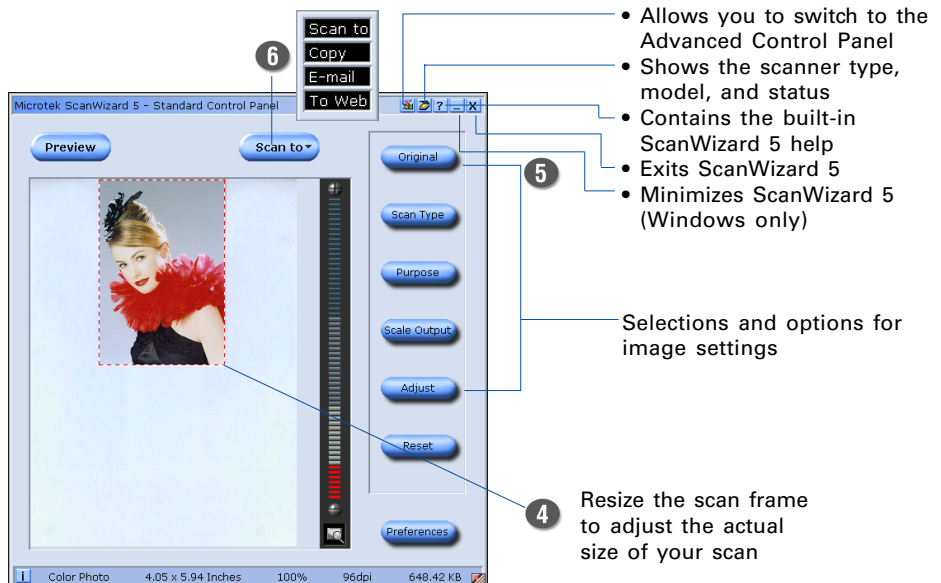 Scan to
Copy
E-mail
To Web
6
• Allows you to switch to the
Advanced Control Panel
• Shows the scanner type,
model, and status
• Contains the built-in
ScanWizard 5 help
• Exits ScanWizard 5
• Minimizes ScanWizard 5
(Windows only)
Microtek ScanWizard 5 - Standard Control Panel
? _ X
Preview
Scan to
Original
5
Scan Type
Purpose
Scale Output
Selections and options for
image settings
Adjust
Reset
4
Resize the scan frame
to adjust the actual
size of your scan
Preferences
i Color Photo 4.05 x 5.94 Inches 100% 96dpi 648.42 KB